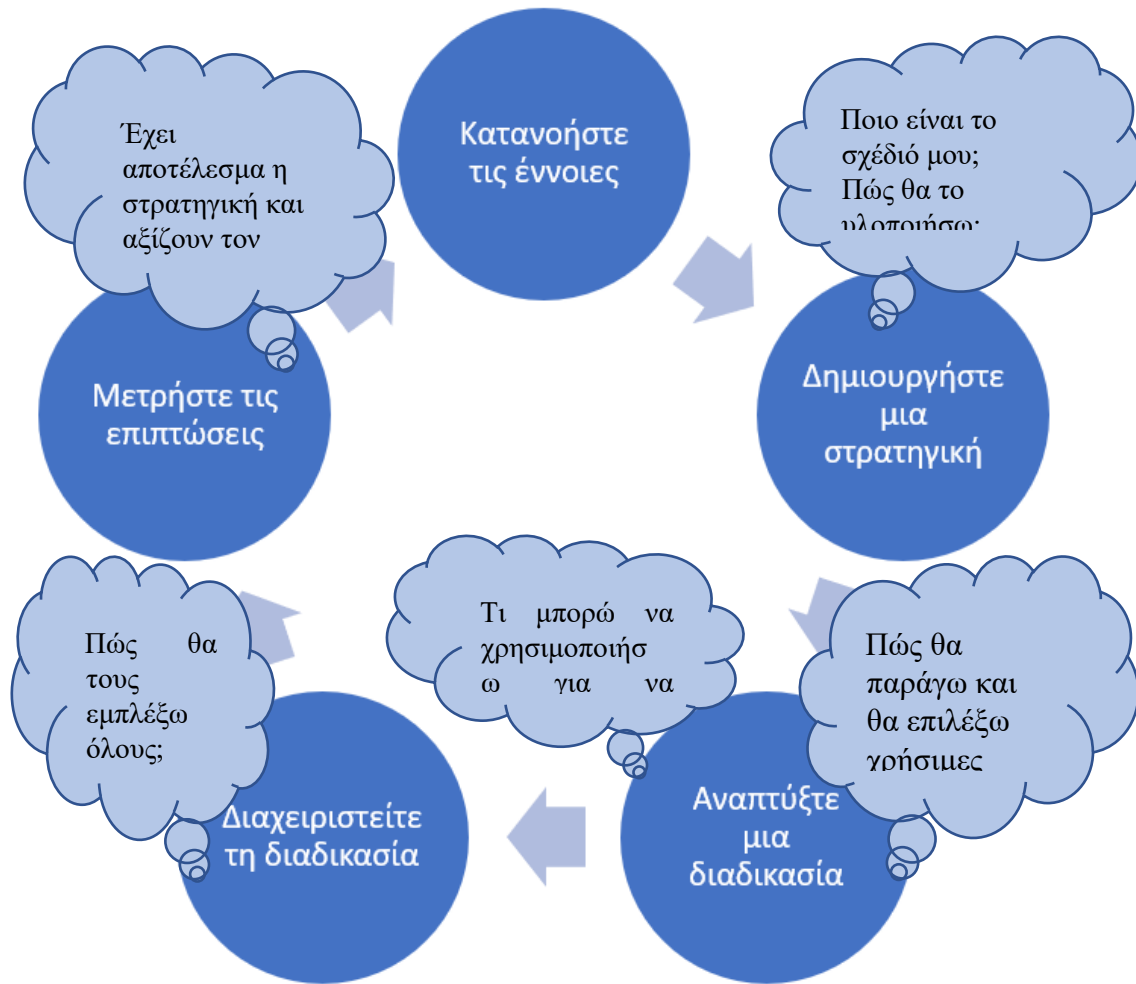 Κατανοήστε
τις έννοιες
Ποιο είναι το
σχέδιό μου;
Πώς θα το
υλοποιήσω;
Δημιουργήστε
μια
στρατηγική
Πώς θα
παράγω και
θα επιλέξω
χρήσιμες
Αναπτύξτε
μια
διαδικασία
Τι μπορώ να
χρησιμοποιήσ
ω για να
Διαχειριστείτε
τη διαδικασία
Πώς θα
τους
εμπλέξω
όλους;
Μετρήστε τις
επιπτώσεις
Έχει
αποτέλεσμα η
στρατηγική και
αξίζουν τον